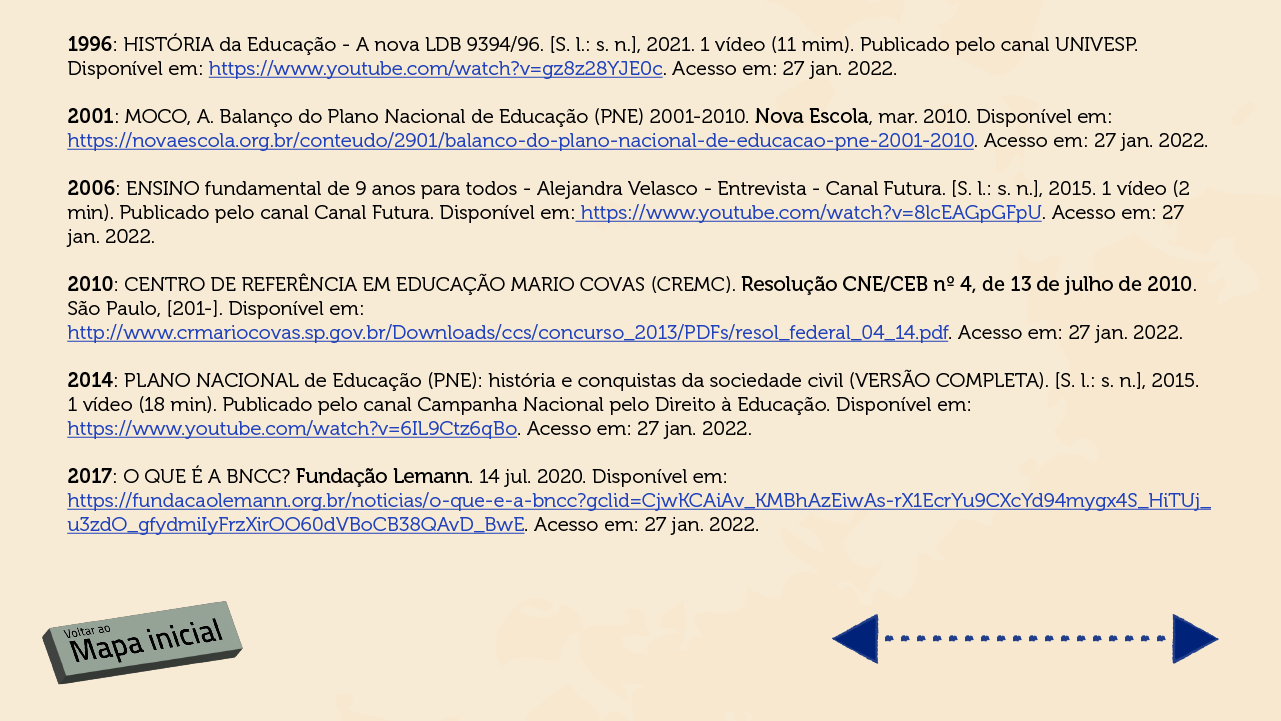 1996: HISTÓRIA da Educação - A nova LDB 9394/96. [S. l.: s. n.], 2021. 1 vídeo (11 mim). Publicado pelo canal UNIVESP.
Disponível em: https://www.youtube.com/watch?v=gz8z28YJE0c. Acesso em: 27 jan. 2022.
2001: MOCO, A. Balanço do Plano Nacional de Educação (PNE) 2001-2010. Nova Escola, mar. 2010. Disponível em:
https://novaescola.org.br/conteudo/2901/balanco-do-plano-nacional-de-educacao-pne-2001-2010. Acesso em: 27 jan. 2022.
2006: ENSINO fundamental de 9 anos para todos - Alejandra Velasco - Entrevista - Canal Futura. [S. l.: s. n.], 2015. 1 vídeo (2
min). Publicado pelo canal Canal Futura. Disponível em: https://www.youtube.com/watch?v=8lcEAGpGFpU. Acesso em: 27
jan. 2022.
2010: CENTRO DE REFERÊNCIA EM EDUCAÇÃO MARIO COVAS (CREMC). Resolução CNE/CEB nº 4, de 13 de julho de 2010.
São Paulo, [201-]. Disponível em:
http://www.crmariocovas.sp.gov.br/Downloads/ccs/concurso_2013/PDFs/resol_federal_04_14.pdf. Acesso em: 27 jan. 2022.
2014: PLANO NACIONAL de Educação (PNE): história e conquistas da sociedade civil (VERSÃO COMPLETA). [S. l.: s. n.], 2015.
1 vídeo (18 min). Publicado pelo canal Campanha Nacional pelo Direito à Educação. Disponível em:
https://www.youtube.com/watch?v=6IL9Ctz6qBo. Acesso em: 27 jan. 2022.
2017: O QUE É A BNCC? Fundação Lemann. 14 jul. 2020. Disponível em:
https://fundacaolemann.org.br/noticias/o-que-e-a-bncc?gclid=CjwKCAiAv_KMBhAzEiwAs-rX1EcrYu9CXcYd94mygx4S_HiTUj_
u3zdO_gfydmiIyFrzXirOO60dVBoCB38QAvD_BwE. Acesso em: 27 jan. 2022.
Voltar ao
Mapa inicial